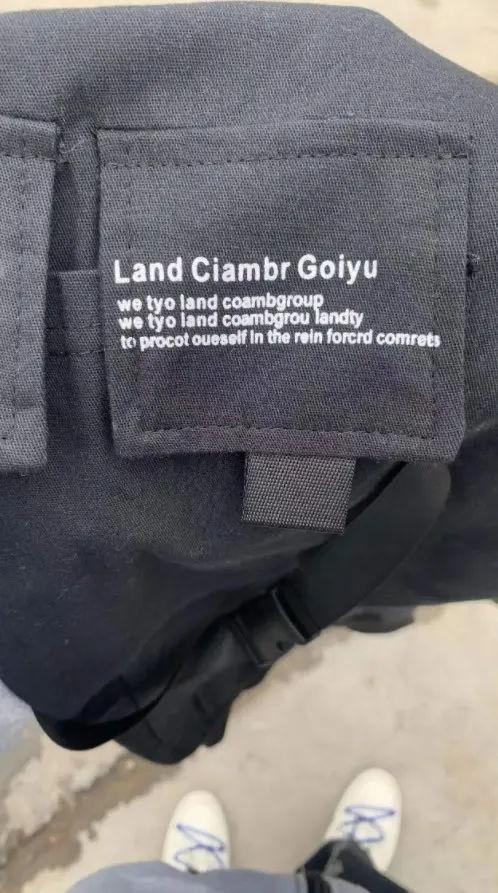 Land Ciambr Goiyu
we tyo land coambgroup
we tyo land coambgrou landty
to procot oueself In the rein forcrd comrets